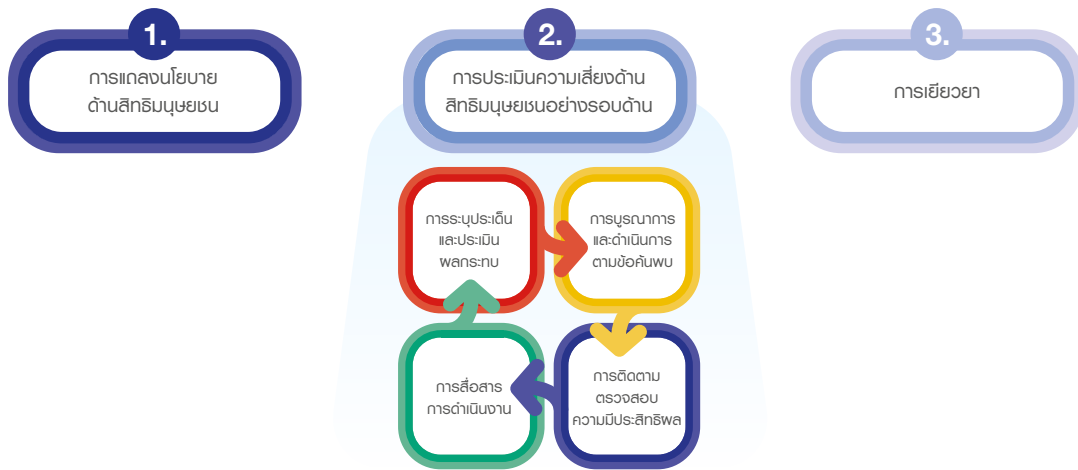 1.
การแถลงนโยบาย
ด้านสิทธิมนุษยชน
2.
การประเมินความเสี่ยงด้าน
สิทธิมนุษยชนอย่างรอบด้าน
3.
การเยียวยา
การระบุประเด็น
และประเมิน
ผลกระทบ
การบูรณาการ
และดำเนินการ
ตามข้อค้นพบ
การสื่อสาร
การดำเนินงาน
การติดตาม
ตรวจสอบ
ความมีประสิทธิผล